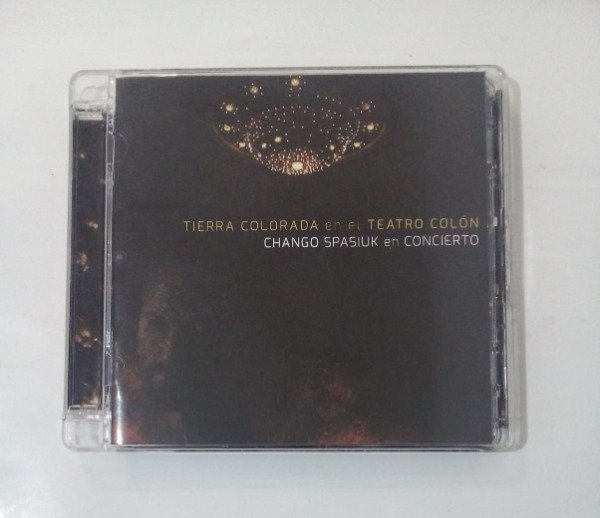 TIERRA COLORADA en el TEATRO COLÓN
CHANGO SPASIUK en CONCIERTO